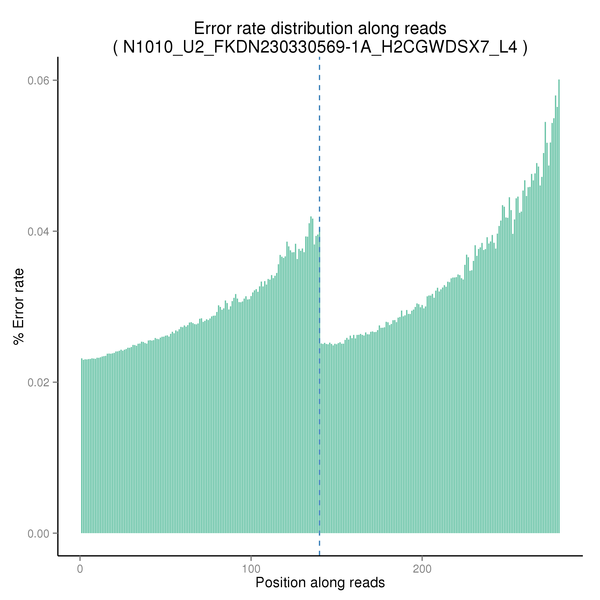 Error rate distribution along reads
( N1010_U2_FKDN230330569-1A_H2CGWDSX7_L4 )
0.06
0.04
0.02
0.00
% Error rate
0 100 200
Position along reads